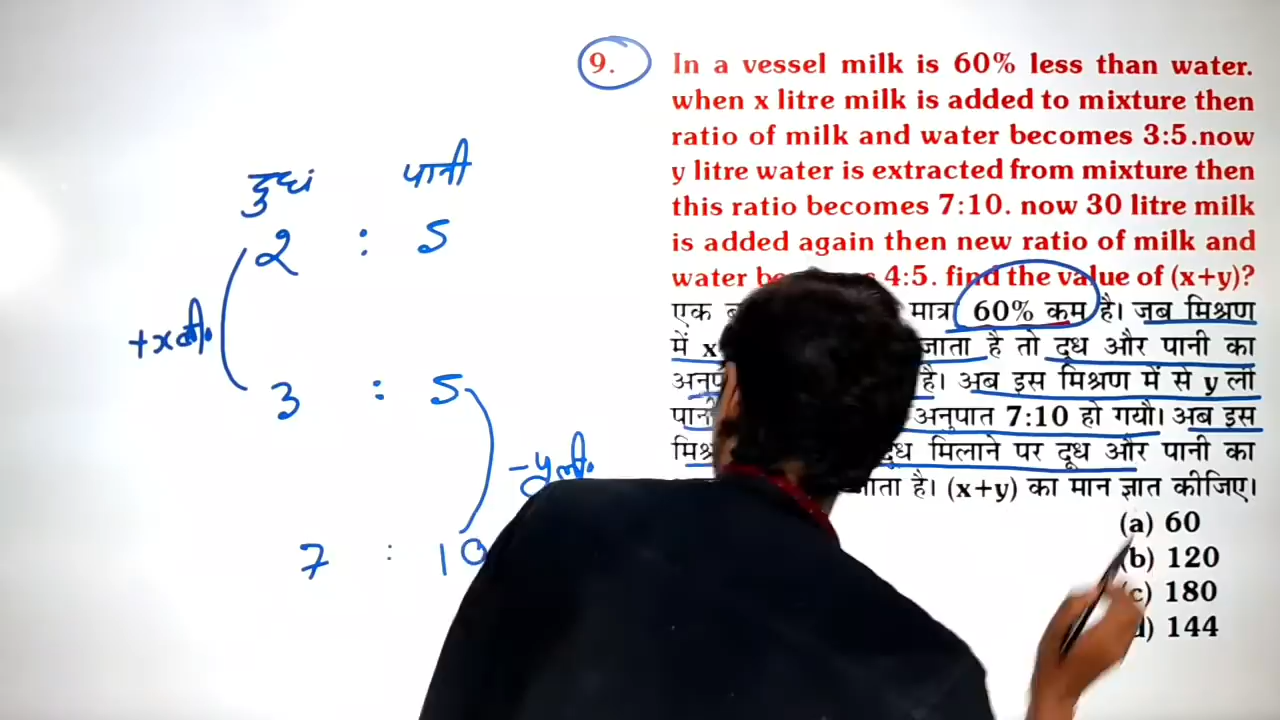 9. In a vessel milk is 60% less than water.
when x litre milk is added to mixture then
ratio of milk and water becomes 3:5.now
y litre water is extracted from mixture then
this ratio becomes 7:10. now 30 litre milk
is added again then new ratio of milk and
water 4:5. find the value of (x+y)?
एक मात्रा 60% कम है। जब मिश्रण
में x जाता है तो दूध और पानी का
है। अब इस मिश्रण में से y ली
अनुपात 7:10 हो गयी। अब इस
दूध मिलाने पर दूध और पानी का
जाता है। (x+y) का मान ज्ञात कीजिए।
(a) 60
(b) 120
(c) 180
(d) 144
दुध पानी
2 : 5
+x ली.
3 : 5
-y ली.
7 : 10